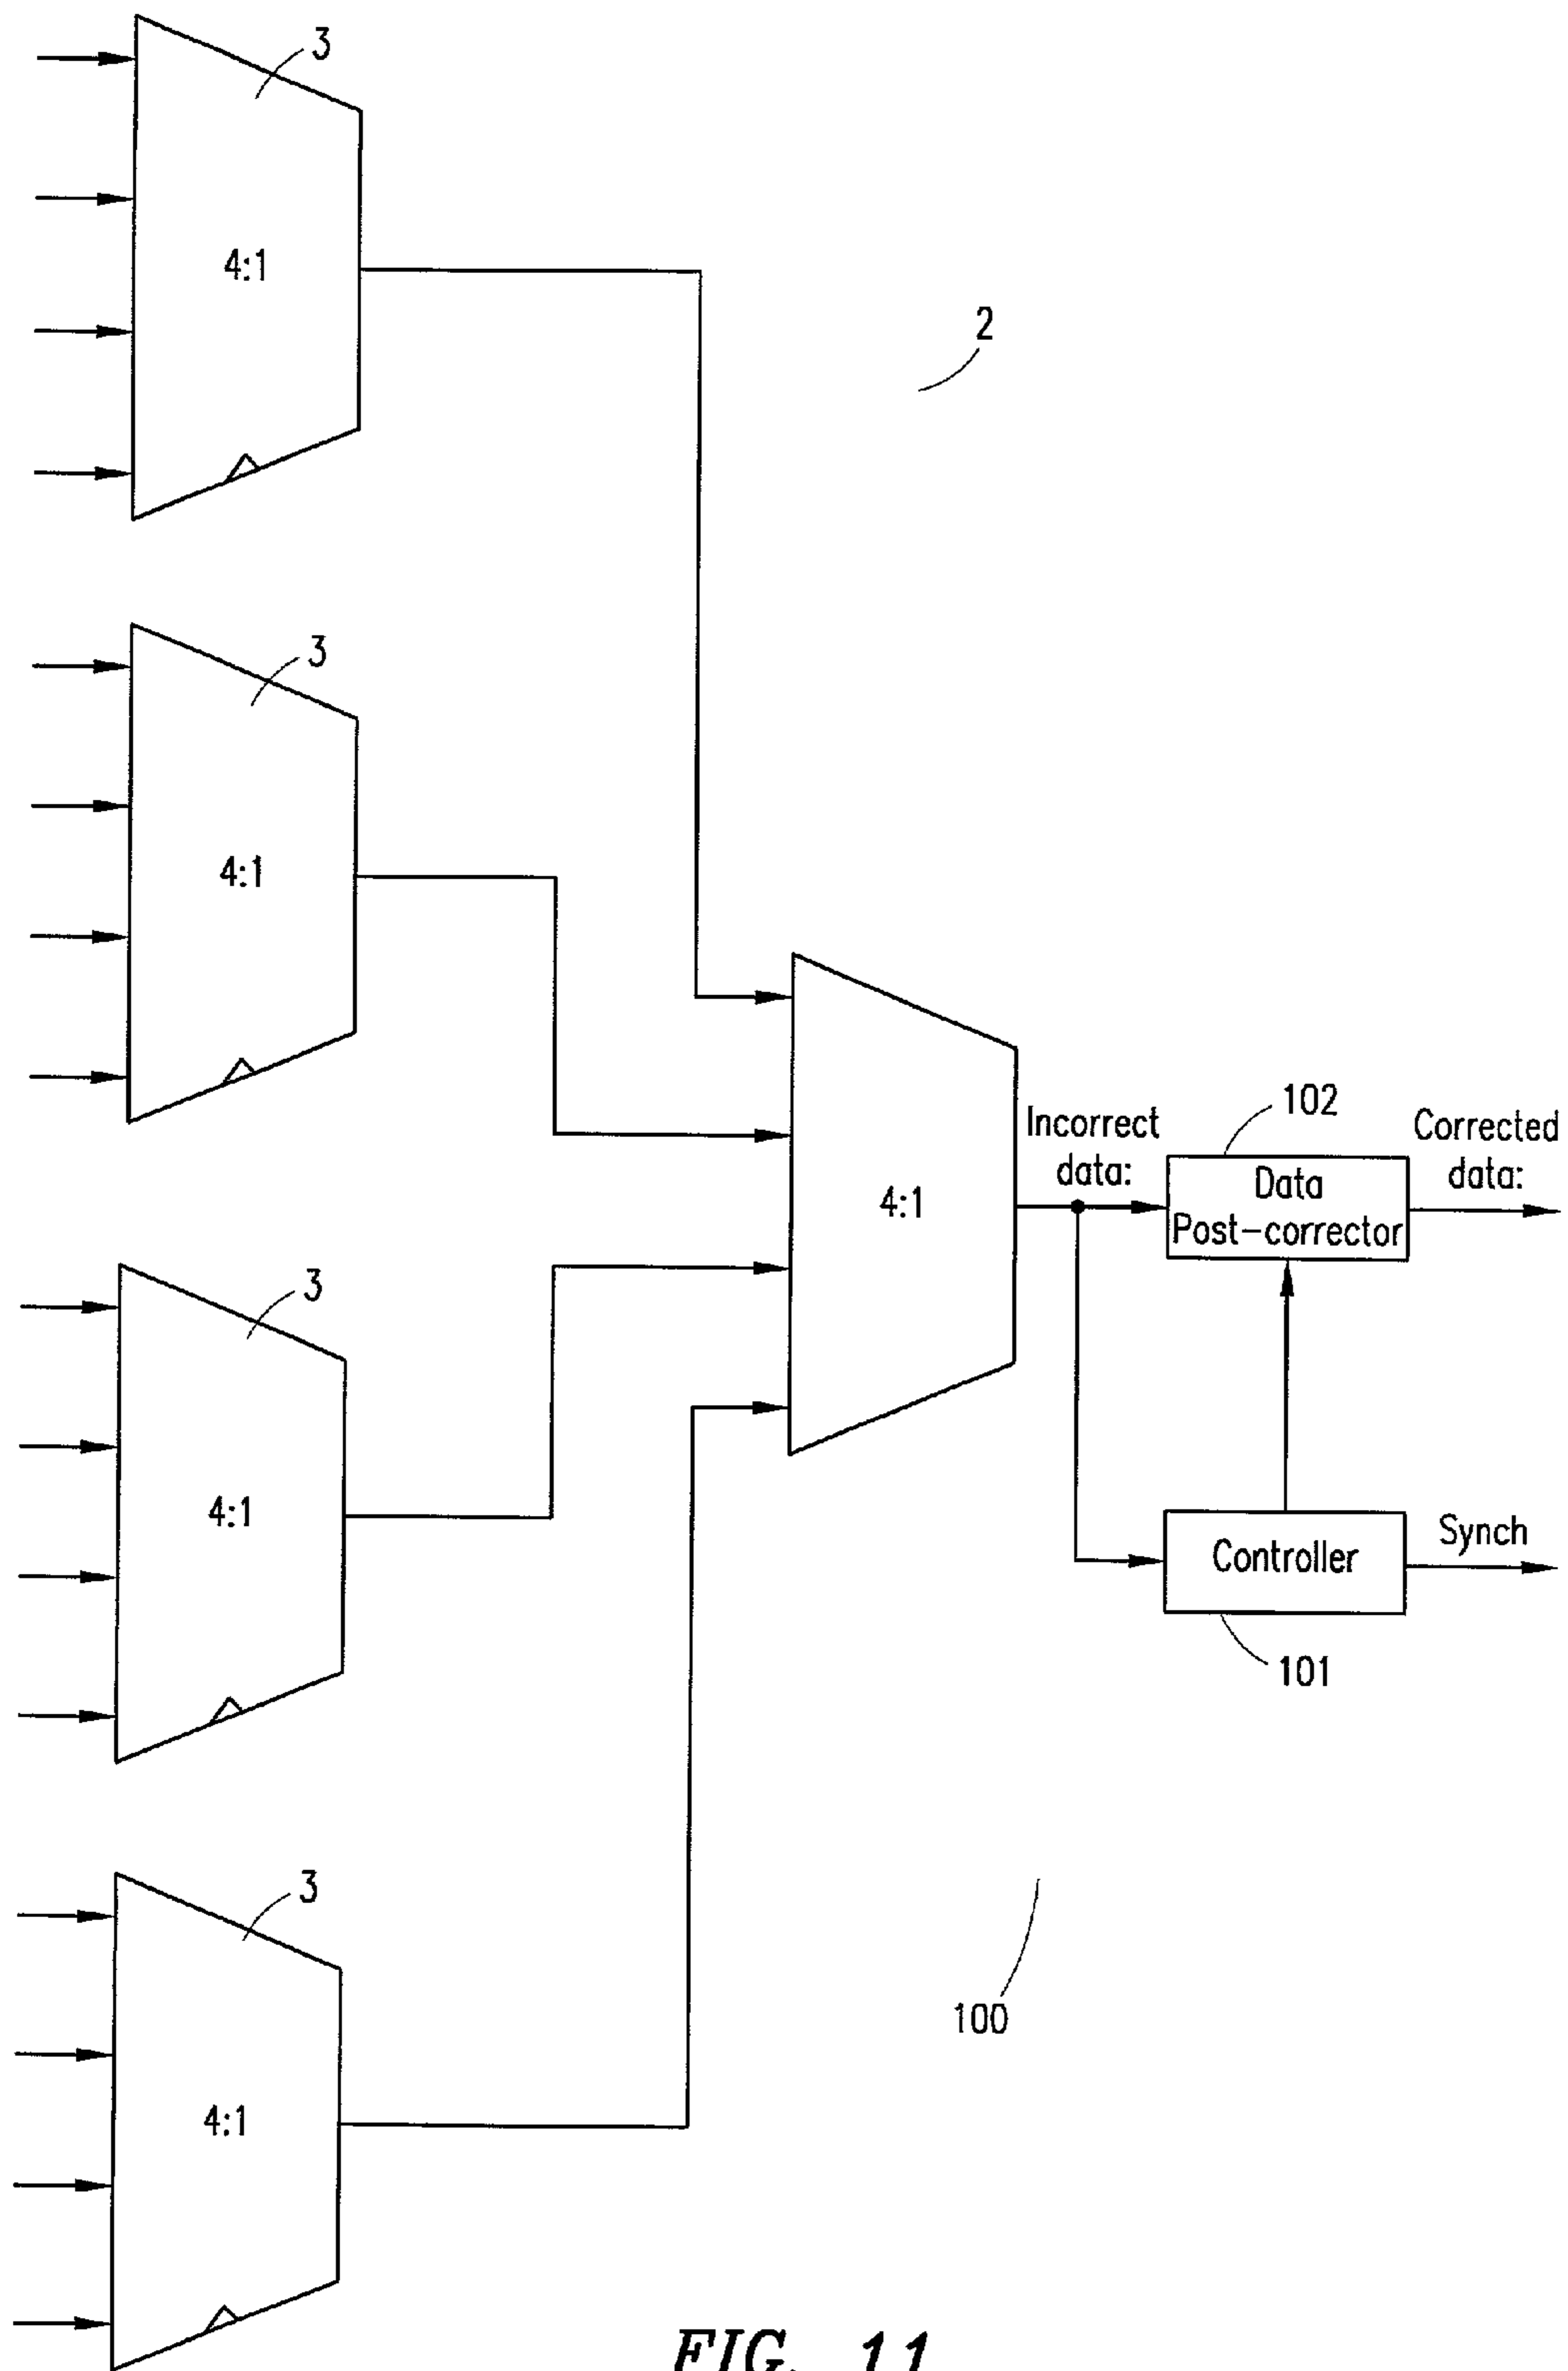 3
4:1
2
3
4:1
Incorrect
data:
102
Corrected
data:
4:1
Data
Post-corrector
3
4:1
Controller
Synch
101
3
4:1
100
FIG. 11